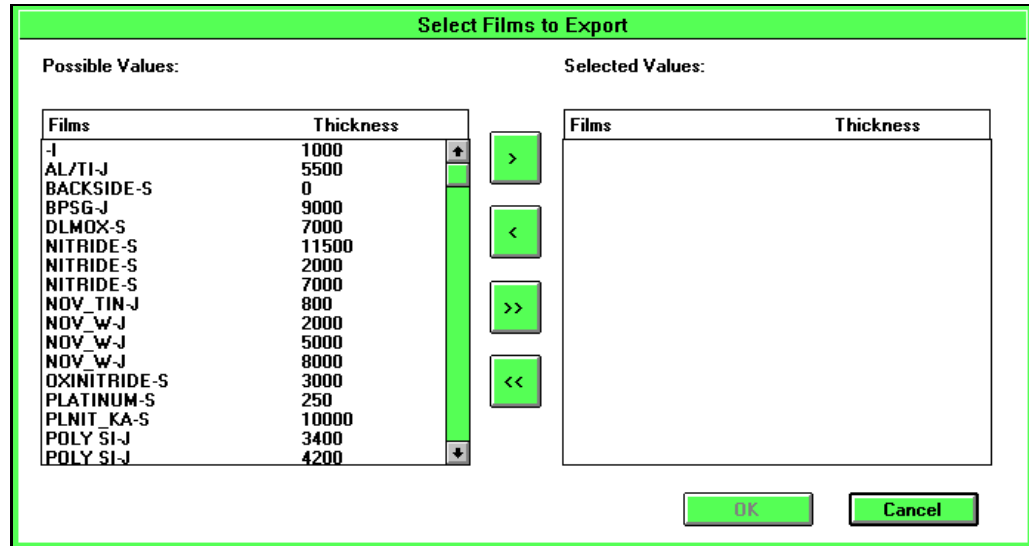 Select Films to Export
Possible Values:
Selected Values:
Films Thickness
Films Thickness
-I 1000
AL/TI-J 5500
BACKSIDE-S 0
BPSG-J 9000
DLMOX-S 7000
NITRIDE-S 11500
NITRIDE-S 2000
NITRIDE-S 7000
NOV_TIN-J 800
NOV_W-J 2000
NOV_W-J 5000
NOV_W-J 8000
OXINITRIDE-S 3000
PLATINUM-S 250
PLNIT_KA-S 10000
POLY SI-J 3400
POLY SI-J 4200
>
<
>>
<<
OK
Cancel